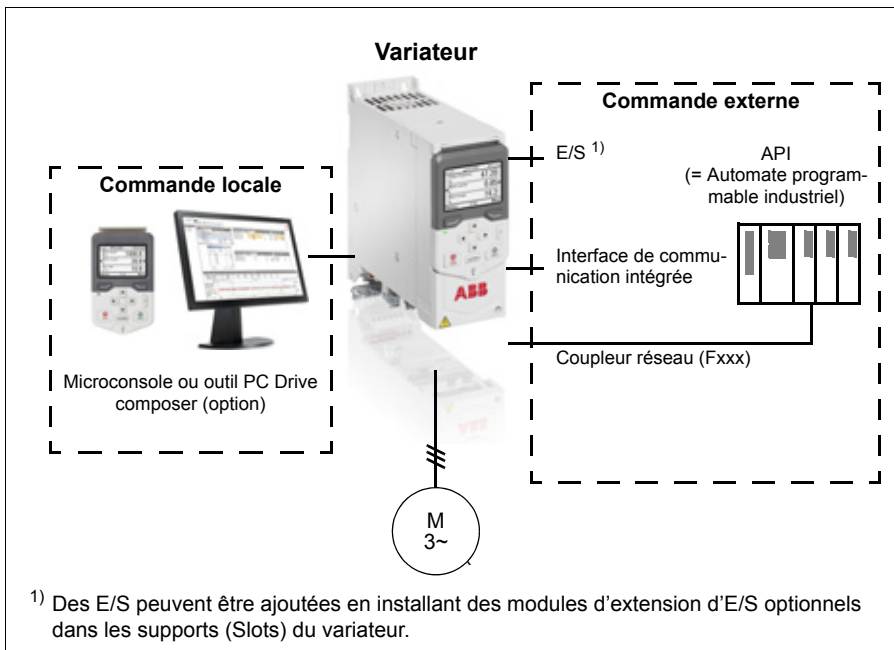 Variateur
Commande externe
E/S 1)
API
(= Automate program-
mable industriel)
Commande locale
Interface de commu-
nication intégrée
ABB
Coupleur réseau (Fxxx)
Microconsole ou outil PC Drive
composer (option)
M
3~
1) Des E/S peuvent être ajoutées en installant des modules d'extension d'E/S optionnels
dans les supports (Slots) du variateur.